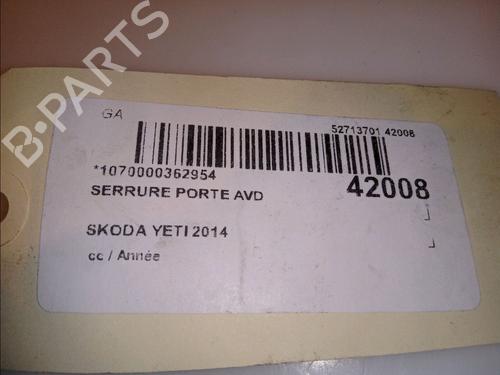 B-PARTS
GA
52713701 42008
*1070000362954
42008
SERRURE PORTE AVD
SKODA YETI 2014
cc / Année